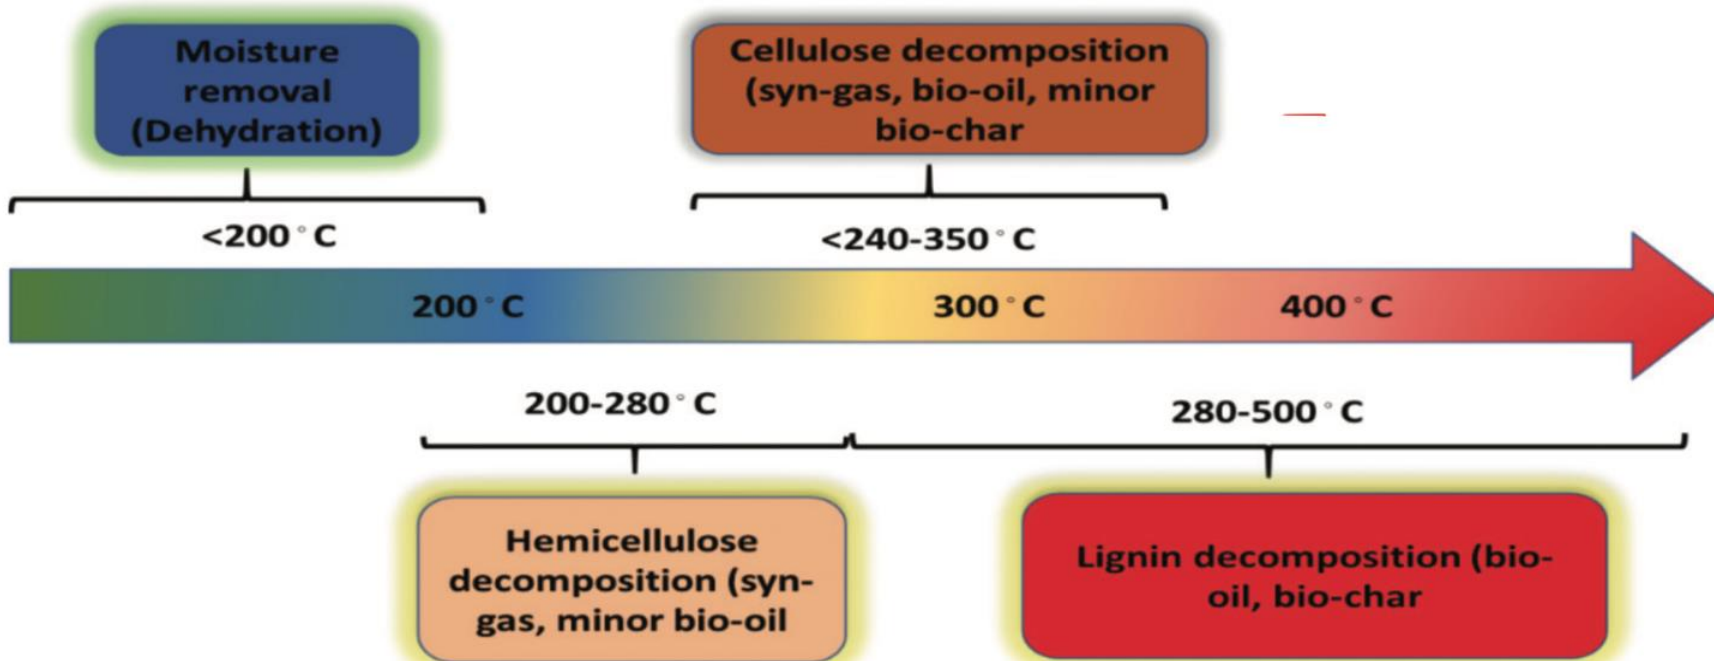 Moisture
removal
(Dehydration)
Cellulose decomposition
(syn-gas, bio-oil, minor
bio-char
<200°C
<240-350°C
200°C
300°C
400°C
200-280°C
280-500°C
Hemicellulose
decomposition (syn-
gas, minor bio-oil
Lignin decomposition (bio-
oil, bio-char